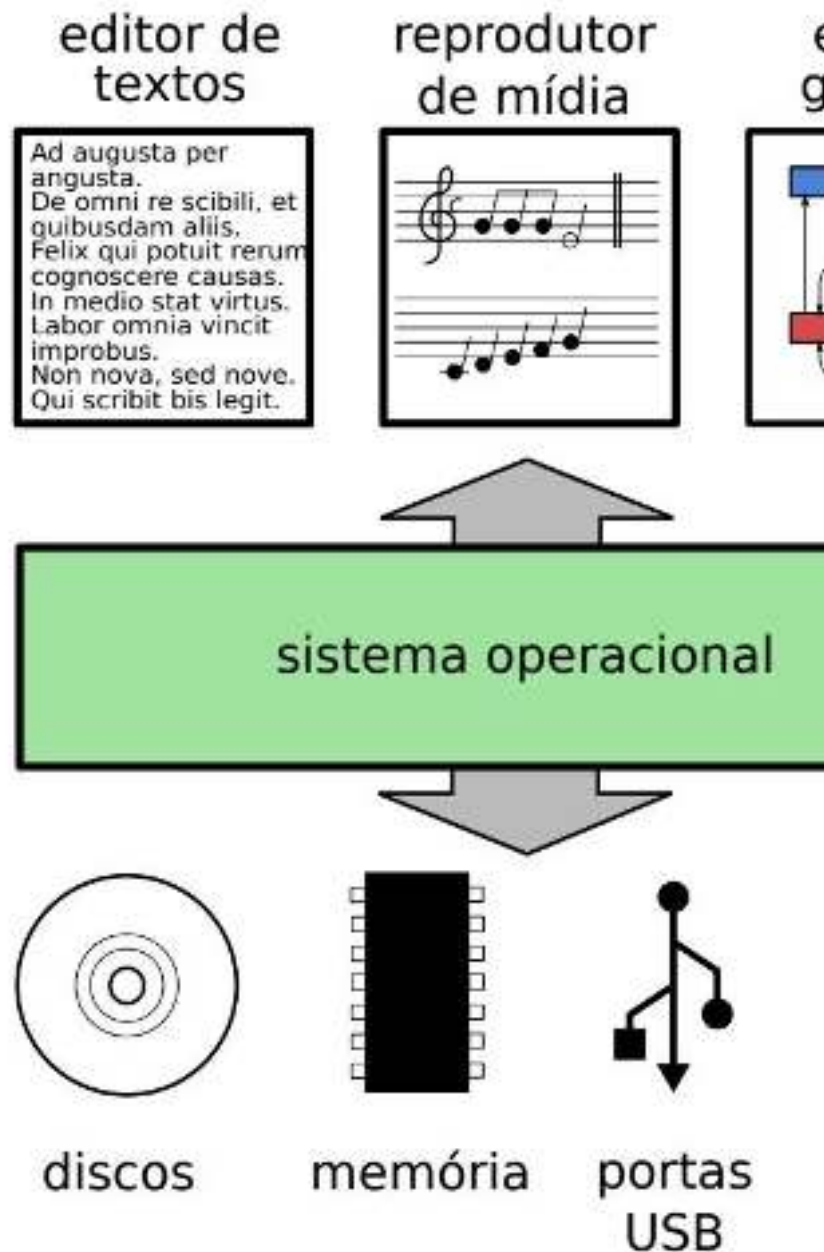 editor de
textos
reprodutor
de mídia
Ad augusta per
angusta.
De omni re scibili, et
quibusdam aliis.
Felix qui potuit rerum
cognoscere causas.
In medio stat virtus.
Labor omnia vincit
improbus.
Non nova, sed nove.
Qui scribit bis legit.
sistema operacional
discos
memória
portas
USB